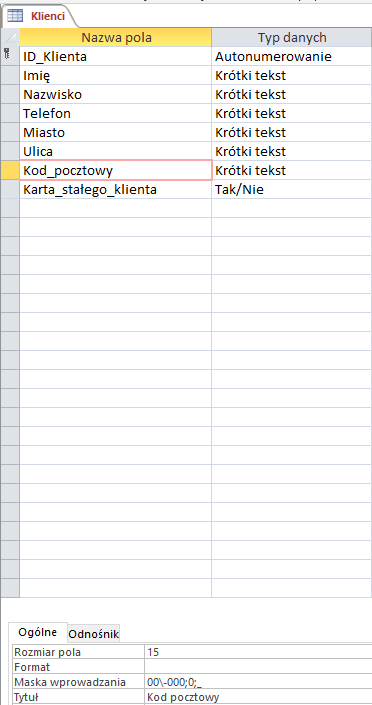 Klienci
Nazwa pola Typ danych
ID_Klienta Autonumerowanie
Imię Krótki tekst
Nazwisko Krótki tekst
Telefon Krótki tekst
Miasto Krótki tekst
Ulica Krótki tekst
Kod_pocztowy Krótki tekst
Karta_stałego_klienta Tak/Nie
Ogólne Odnośnik
Rozmiar pola 15
Format
Maska wprowadzania 00\-000;0;_
Tytuł Kod pocztowy